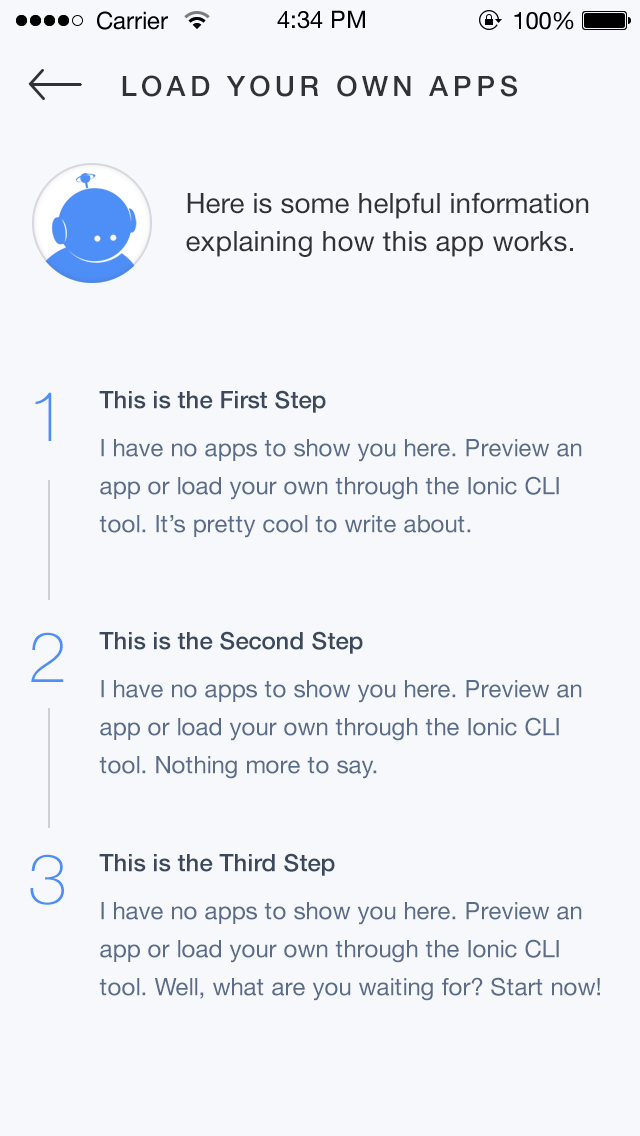 Carrier 4:34 PM 100%
LOAD YOUR OWN APPS
Here is some helpful information
explaining how this app works.
1 This is the First Step
I have no apps to show you here. Preview an
app or load your own through the Ionic CLI
tool. It’s pretty cool to write about.
2 This is the Second Step
I have no apps to show you here. Preview an
app or load your own through the Ionic CLI
tool. Nothing more to say.
3 This is the Third Step
I have no apps to show you here. Preview an
app or load your own through the Ionic CLI
tool. Well, what are you waiting for? Start now!